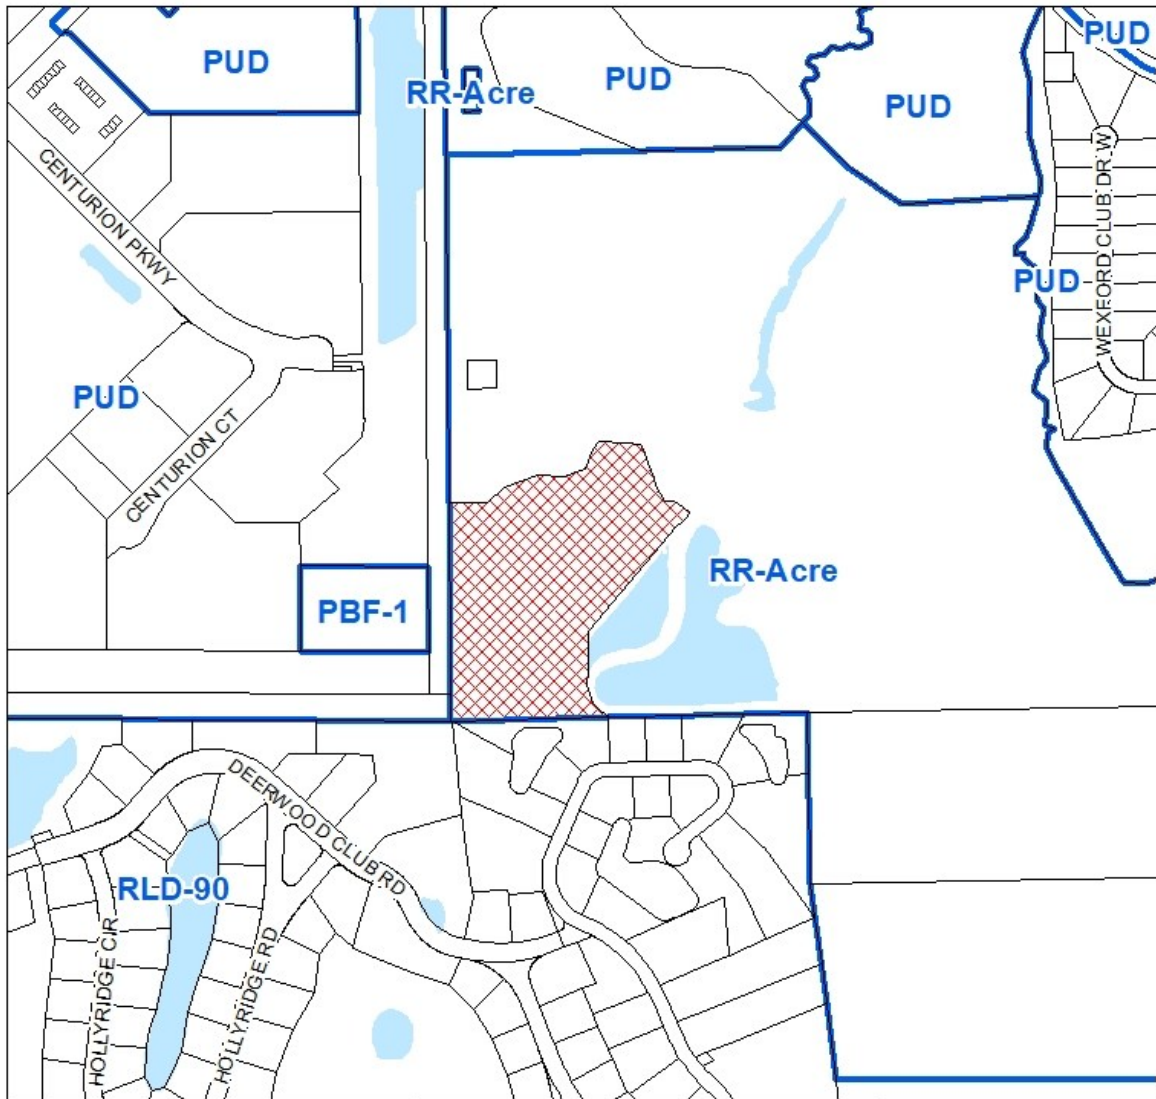 PUD
PUD
PUD
RR-Acre
PUD
CENTURION PKWY
WEXFORD CLUB DR W
PUD
PUD
CENTURION CT
RR-Acre
PBF-1
DEERWOOD CLUB RD
RLD-90
HOLLYRIDGE CIR
HOLLYRIDGE RD